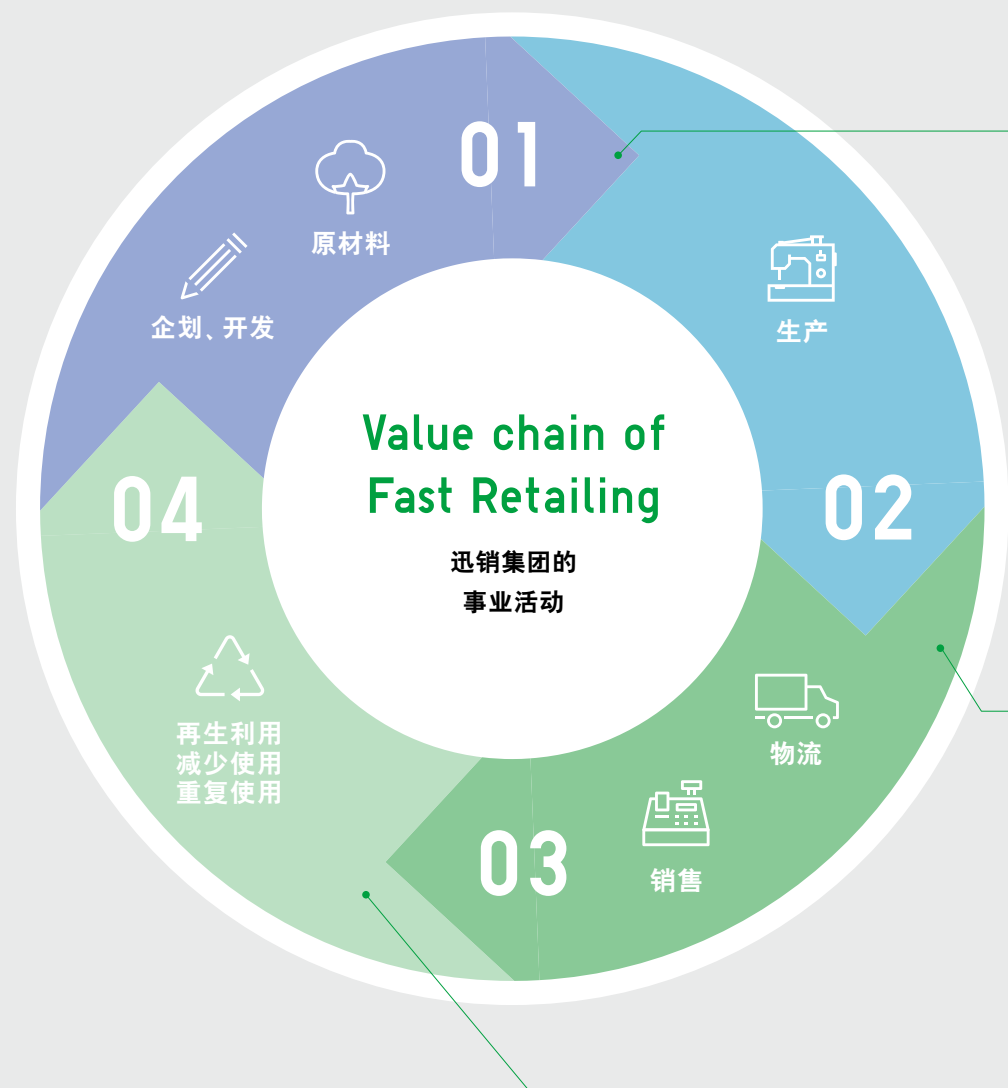 01
原材料
企划、开发
生产
Value chain of
Fast Retailing
迅销集团的
事业活动
02
物流
销售
03
再生利用
减少使用
重复使用
04